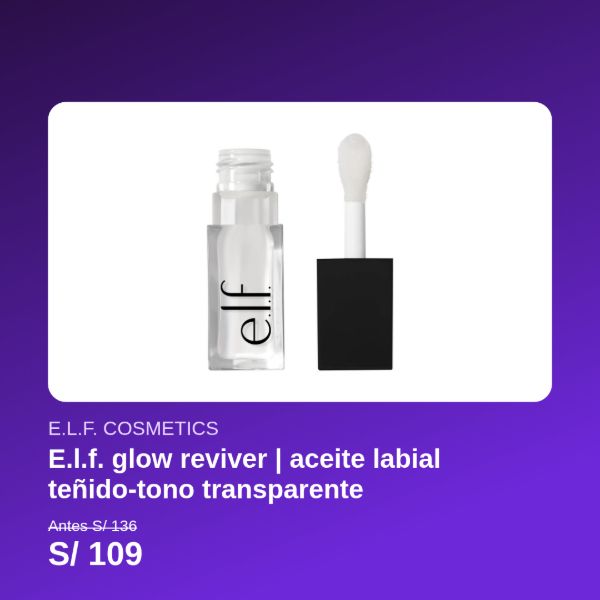 e.l.f.
E.L.F. COSMETICS
E.l.f. glow reviver | aceite labial
teñido-tono transparente
Antes S/ 136
S/ 109